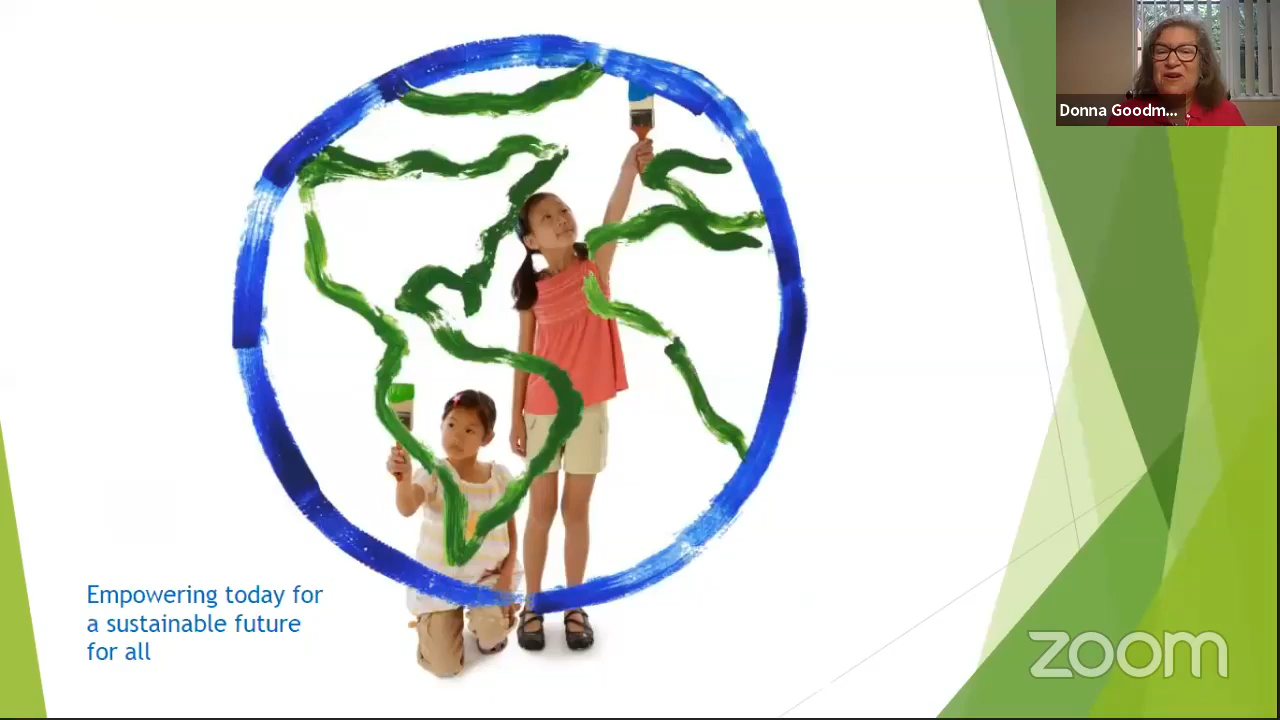 Donna Goodm...
Empowering today for
a sustainable future
for all
zoom